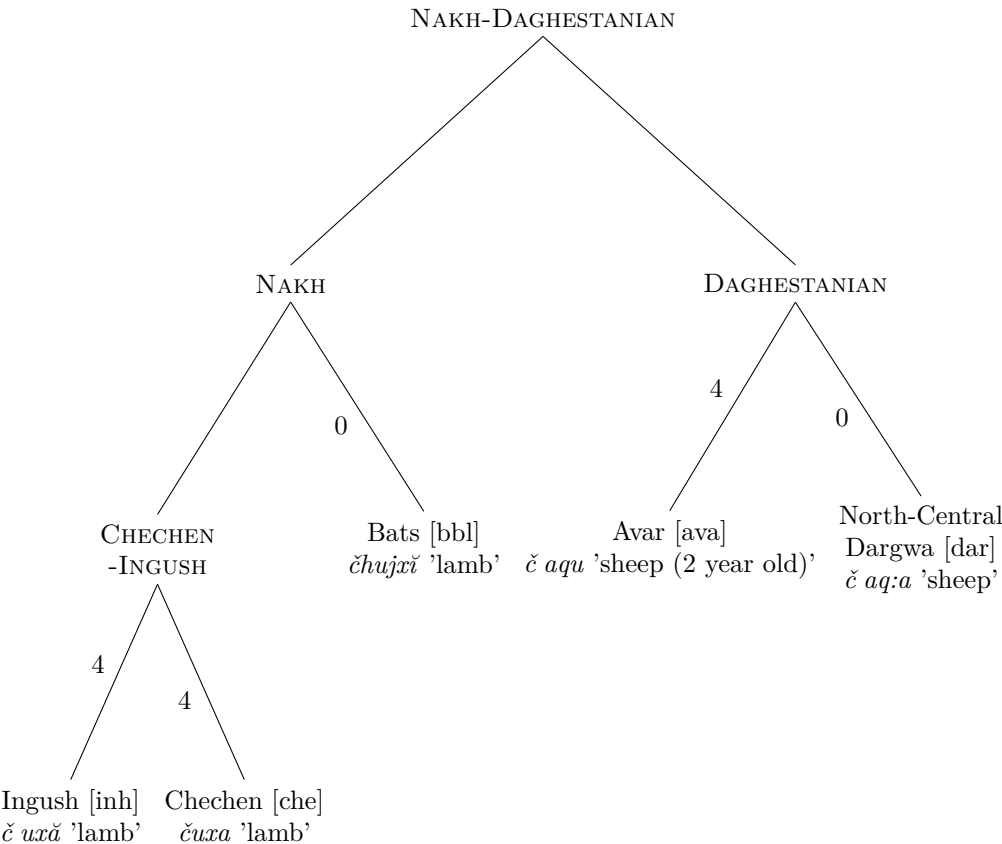 NAKH-DAGHESTANIAN
NAKH
DAGHESTANIAN
4
0
0
CHECHEN
-INGUSH
Bats [bbl]
čhujxĭ 'lamb’
Avar [ava]
č aqu 'sheep (2 year old)’
North-Central
Dargwa [dar]
č aq:a 'sheep’
4
4
Ingush [inh]
č uxă 'lamb’
Chechen [che]
čuxa 'lamb’